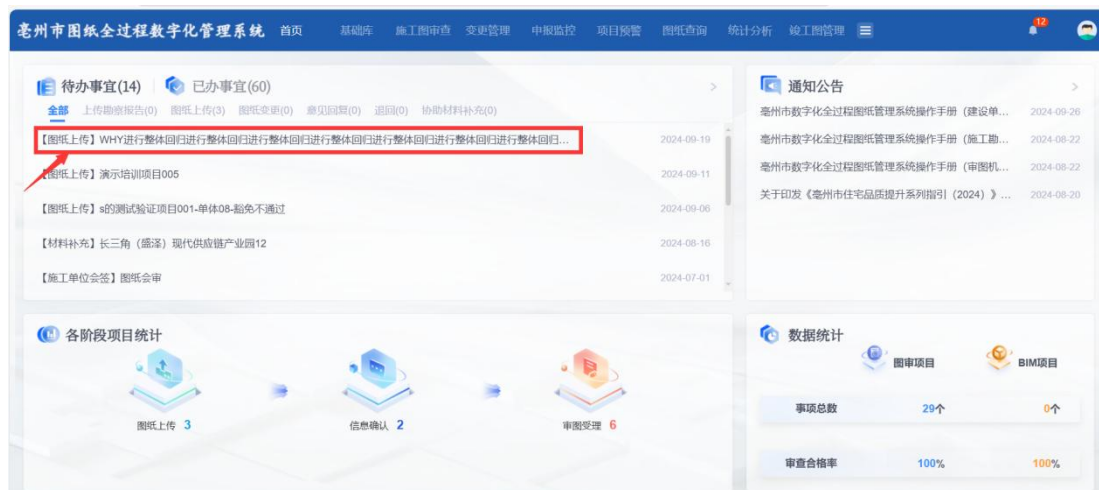 亳州市图纸全过程数字化管理系统 首页 基础库 施工图审查 变更管理 申报监控 项目预警 图纸查询 统计分析 竣工图管理 12
待办事宜(14) 已办事宜(60) >
全部 上传勘察报告(0) 图纸上传(3) 图纸变更(0) 意见回复(0) 退回(0) 协助材料补充(0)
【图纸上传】WHY进行整体回归进行整体回归进行整体回归进行整体回归进行整体回归进行整体回归进行整体回归... 2024-09-19
【图纸上传】演示培训项目005 2024-09-11
【图纸上传】s的测试验证项目001-单体08-豁免不通过 2024-09-06
【材料补充】长三角（盛泽）现代供应链产业园12 2024-08-16
【施工单位会签】图纸会审 2024-07-01
通知公告 >
亳州市数字化全过程图纸管理系统操作手册（建设单... 2024-09-26
亳州市数字化全过程图纸管理系统操作手册（施工勘... 2024-08-22
亳州市数字化全过程图纸管理系统操作手册（审图机... 2024-08-22
关于印发《亳州市住宅品质提升系列指引（2024）》... 2024-08-20
各阶段项目统计
图纸上传 3 信息确认 2 审图受理 6
数据统计
图审项目 BIM项目
事项总数 29个 0个
审查合格率 100% 100%